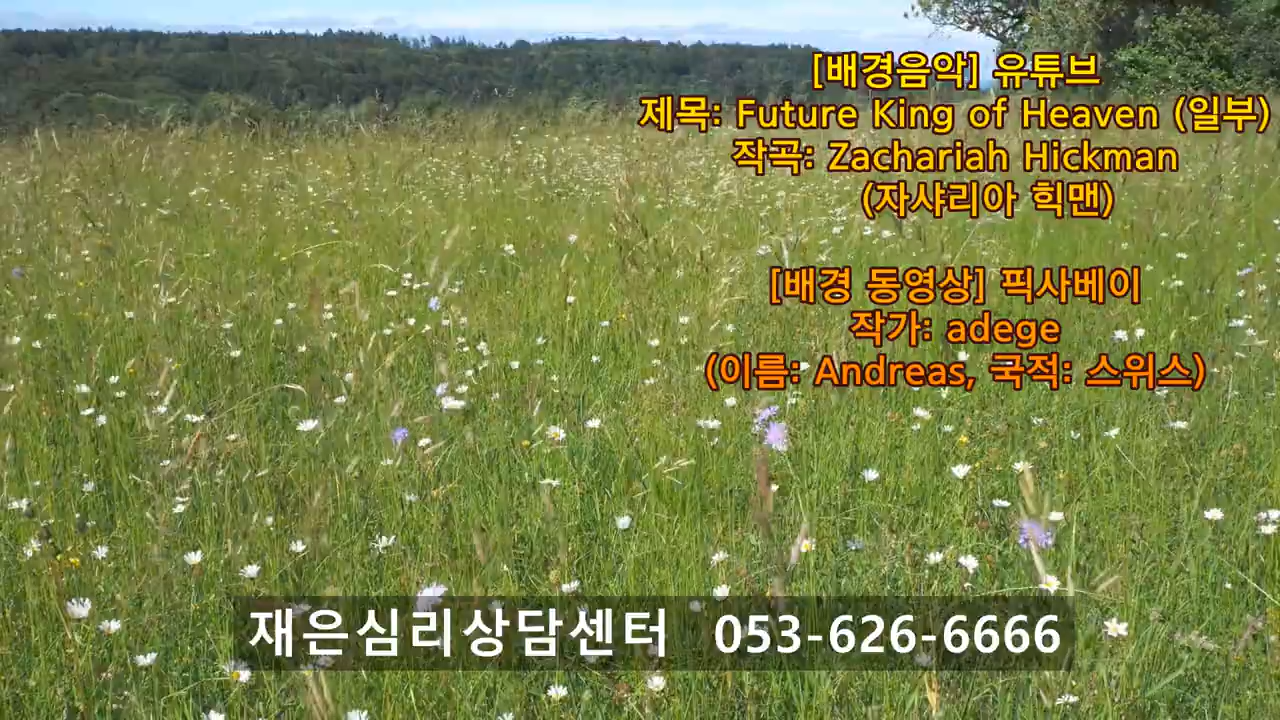 [배경음악] 유튜브
제목: Future King of Heaven (일부)
작곡: Zachariah Hickman
(자샤리아 힉맨)
[배경 동영상] 픽사베이
작가: adege
(이름: Andreas, 국적: 스위스)
재은심리상담센터 053-626-6666